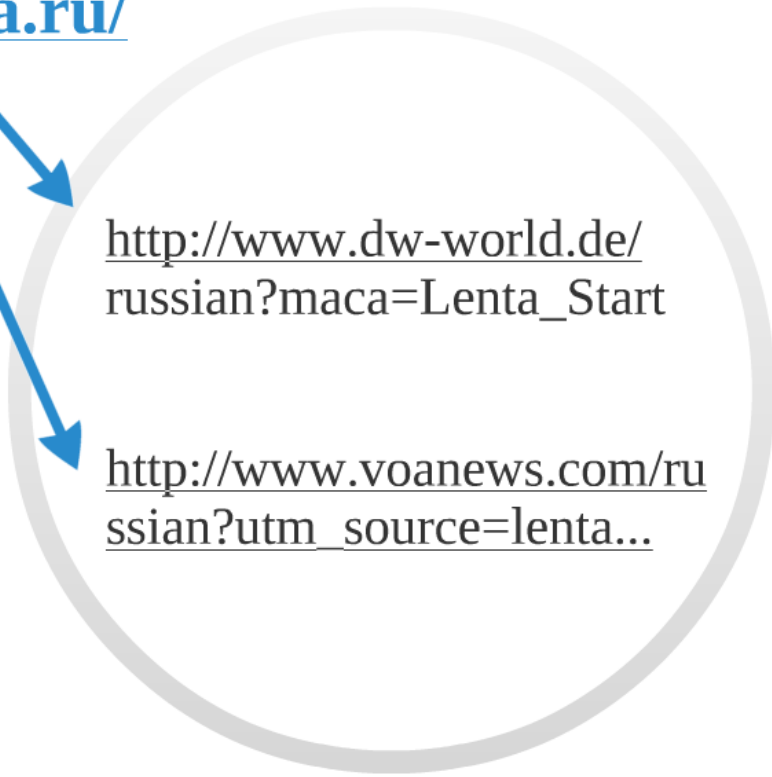 a.ru/
http://www.dw-world.de/
russian?maca=Lenta_Start
http://www.voanews.com/ru
ssian?utm_source=lenta...